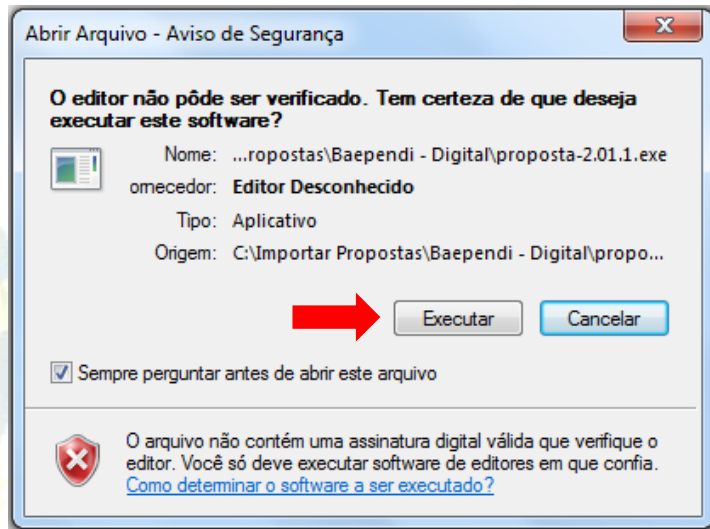 Abrir Arquivo - Aviso de Segurança
O editor não pôde ser verificado. Tem certeza de que deseja
executar este software?
Nome: ...ropostas\Baependi - Digital\proposta-2.01.1.exe
ornecedor: Editor Desconhecido
Tipo: Aplicativo
Origem: C:\Importar Propostas\Baependi - Digital\propo...
Executar Cancelar
Sempre perguntar antes de abrir este arquivo
O arquivo não contém uma assinatura digital válida que verifique o
editor. Você só deve executar software de editores em que confia.
Como determinar o software a ser executado?